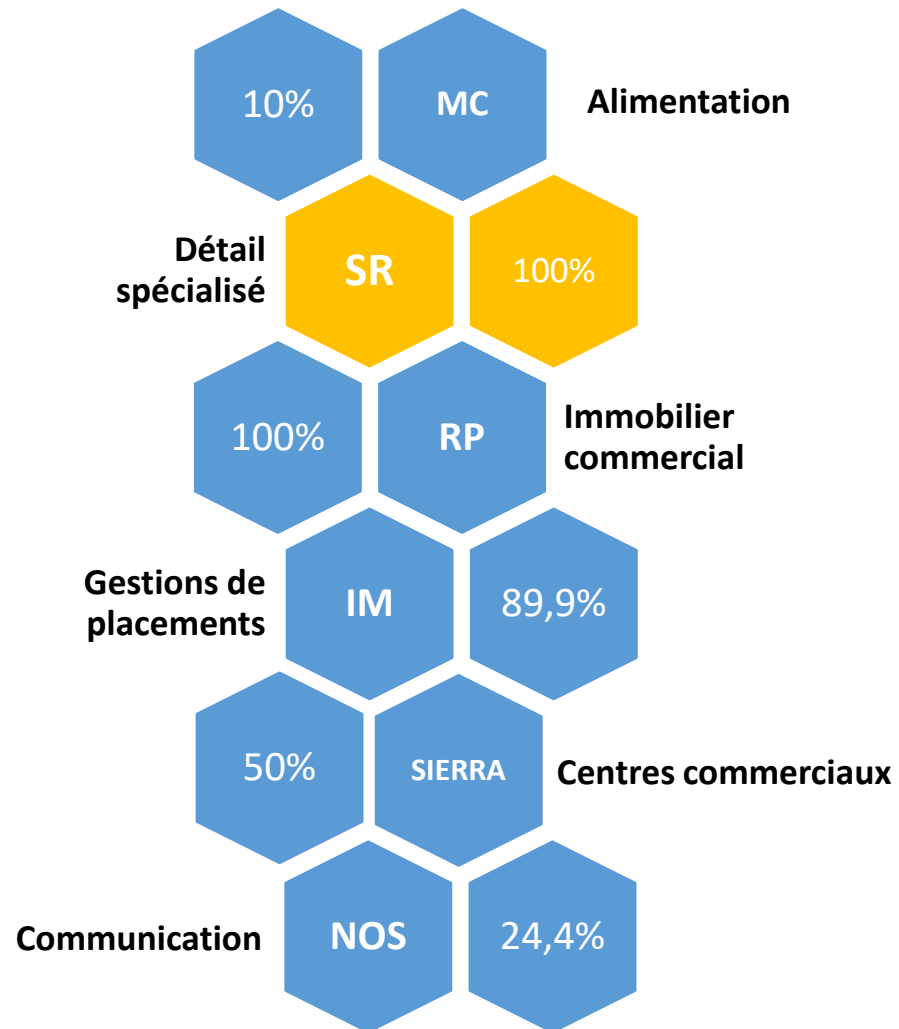 10%
MC
Alimentation
Détail
spécialisé
SR
100%
100%
RP
Immobilier
commercial
Gestions de
placements
IM
89,9%
50%
SIERRA
Centres commerciaux
Communication
NOS
24,4%